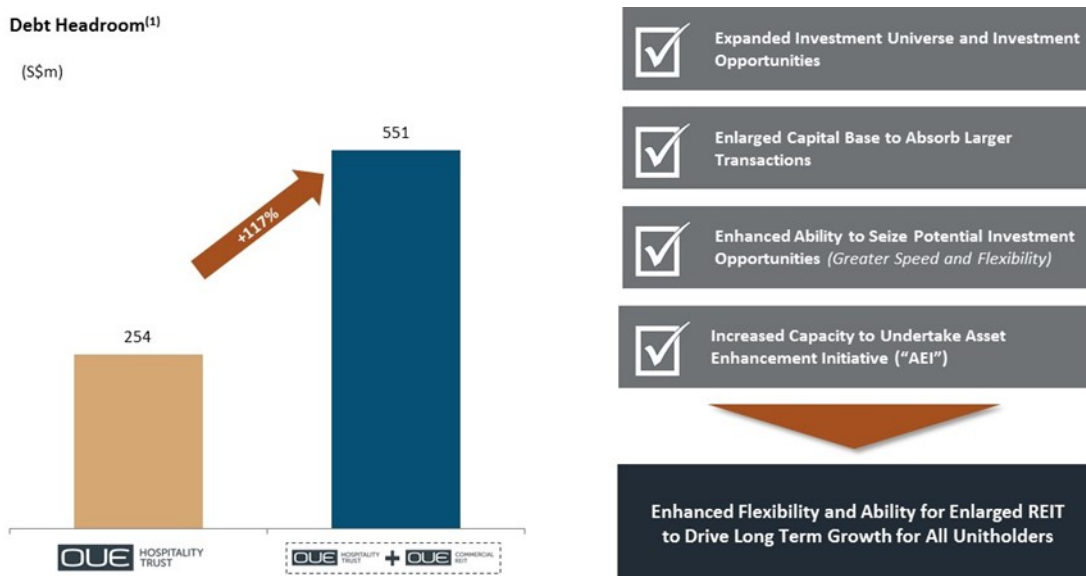 Debt Headroom(1)
(S$m)
551
+117%
254
OUE HOSPITALITY
TRUST
OUE HOSPITALITY
TRUST
+
OUE COMMERCIAL
REIT
Expanded Investment Universe and Investment
Opportunities
Enlarged Capital Base to Absorb Larger
Transactions
Enhanced Ability to Seize Potential Investment
Opportunities (Greater Speed and Flexibility)
Increased Capacity to Undertake Asset
Enhancement Initiative (“AEI”)
Enhanced Flexibility and Ability for Enlarged REIT
to Drive Long Term Growth for All Unitholders